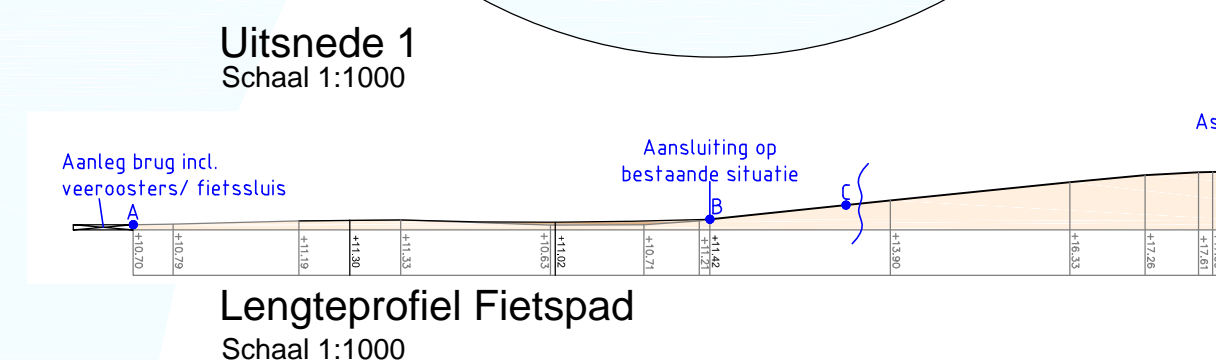 Uitsnede 1
Schaal 1:1000
As
Aanleg brug incl.
veeroosters/ fietssluis
Aansluiting op
bestaande situatie
A
B
C
+10.70
+10.79
+11.19
+11.30
+11.33
+10.63
+11.02
+10.71
+11.21
+11.42
+13.90
+16.33
+17.26
+17.61
Lengteprofiel Fietspad
Schaal 1:1000